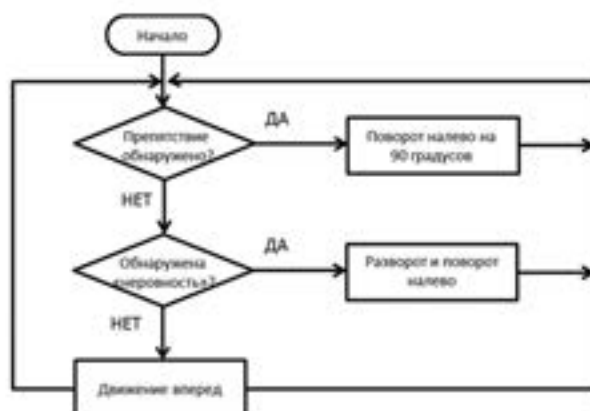 Начало
Препятствие
обнаружено?
ДА
Поворот налево на
90 градусов
НЕТ
Обнаружена
«неровность»?
ДА
Разворот и поворот
налево
НЕТ
Движение вперед